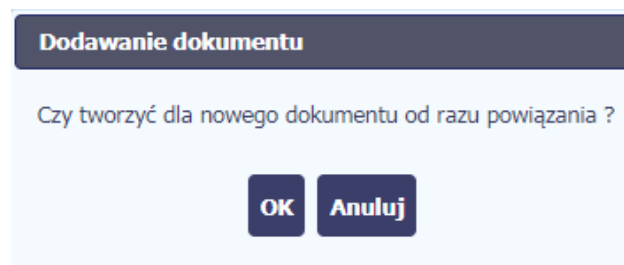 Dodawanie dokumentu
Czy tworzyć dla nowego dokumentu od razu powiązania ?
OK Anuluj